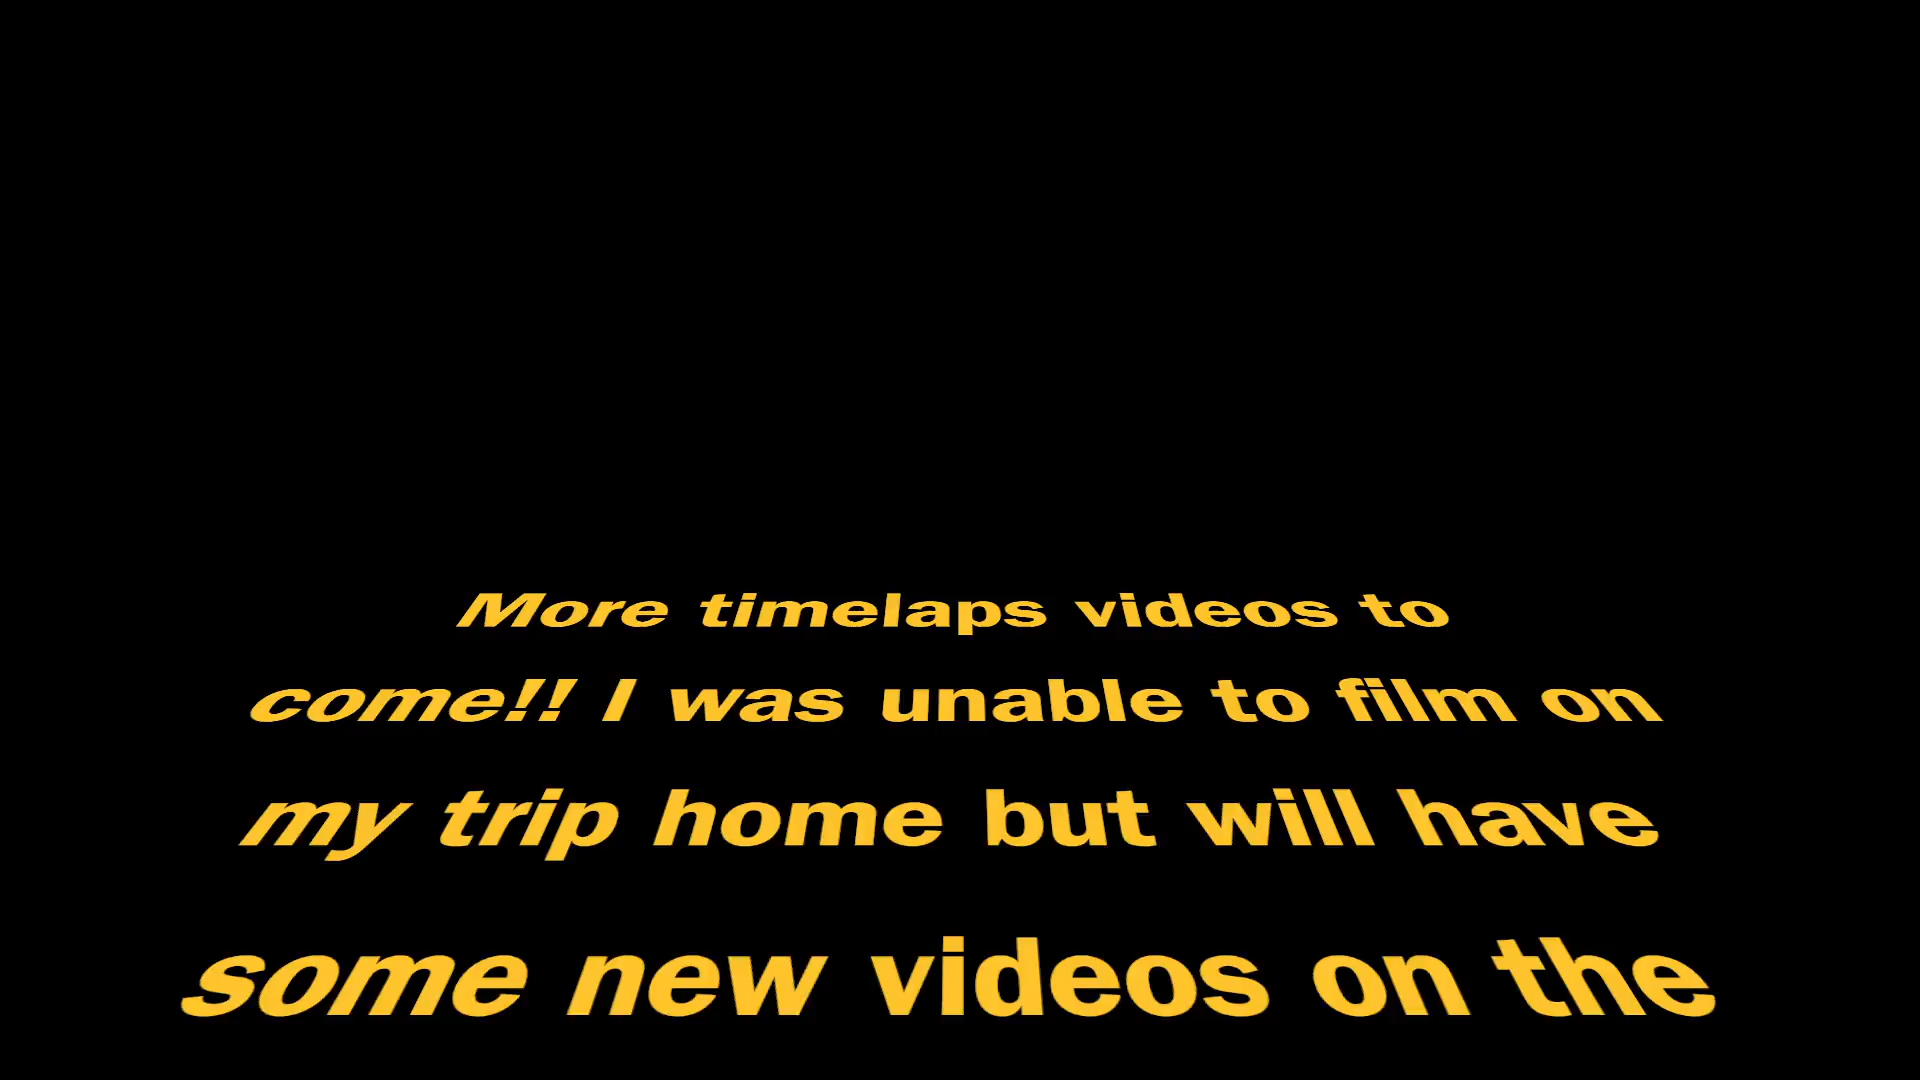 More timelaps videos to
come!! I was unable to film on
my trip home but will have
some new videos on the